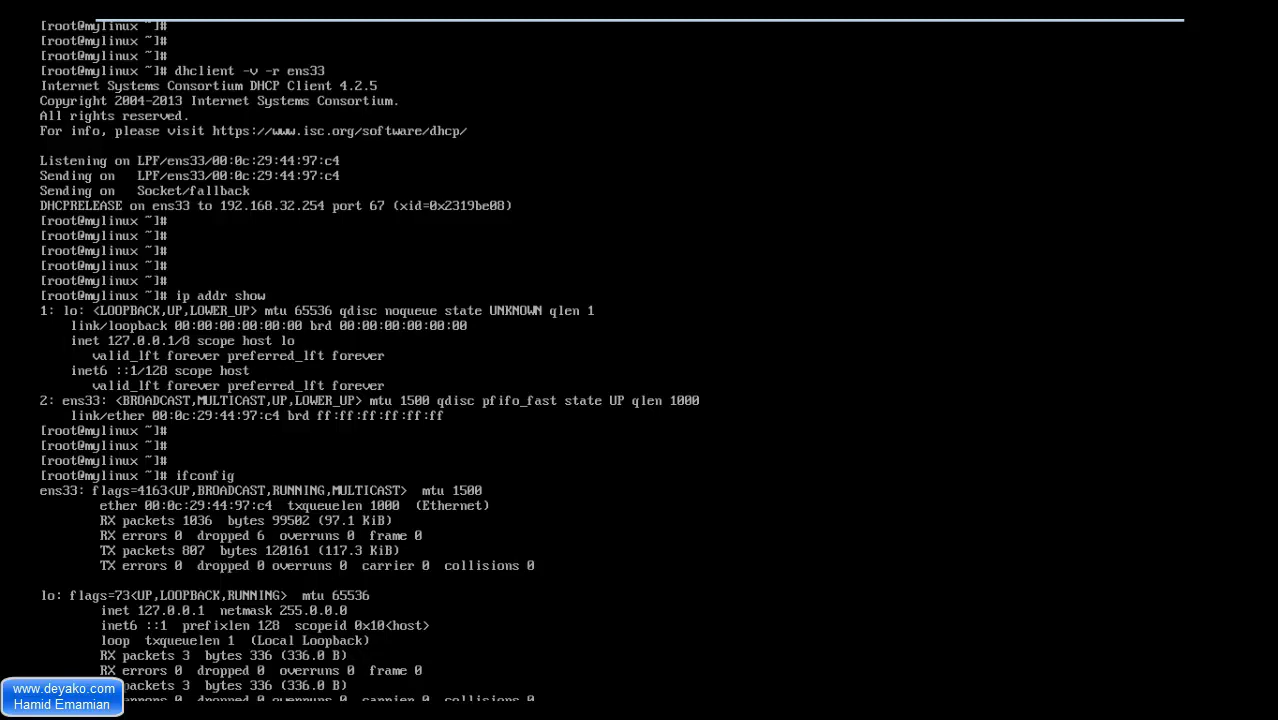 [root@mylinux ~]#
[root@mylinux ~]#
[root@mylinux ~]#
[root@mylinux ~]# dhclient -v -r ens33
Internet Systems Consortium DHCP Client 4.2.5
Copyright 2004-2013 Internet Systems Consortium.
All rights reserved.
For info, please visit https://www.isc.org/software/dhcp/
Listening on LPF/ens33/00:0c:29:44:97:c4
Sending on   LPF/ens33/00:0c:29:44:97:c4
Sending on   Socket/fallback
DHCPRELEASE on ens33 to 192.168.32.254 port 67 (xid=0x2319be08)
[root@mylinux ~]#
[root@mylinux ~]#
[root@mylinux ~]#
[root@mylinux ~]#
[root@mylinux ~]#
[root@mylinux ~]# ip addr show
1: lo: <LOOPBACK,UP,LOWER_UP> mtu 65536 qdisc noqueue state UNKNOWN qlen 1
    link/loopback 00:00:00:00:00:00 brd 00:00:00:00:00:00
    inet 127.0.0.1/8 scope host lo
       valid_lft forever preferred_lft forever
    inet6 ::1/128 scope host
       valid_lft forever preferred_lft forever
2: ens33: <BROADCAST,MULTICAST,UP,LOWER_UP> mtu 1500 qdisc pfifo_fast state UP qlen 1000
    link/ether 00:0c:29:44:97:c4 brd ff:ff:ff:ff:ff:ff
[root@mylinux ~]#
[root@mylinux ~]#
[root@mylinux ~]#
[root@mylinux ~]# ifconfig
ens33: flags=4163<UP,BROADCAST,RUNNING,MULTICAST>  mtu 1500
        ether 00:0c:29:44:97:c4  txqueuelen 1000  (Ethernet)
        RX packets 1036  bytes 99502 (97.1 KiB)
        RX errors 0  dropped 6  overruns 0  frame 0
        TX packets 807  bytes 120161 (117.3 KiB)
        TX errors 0  dropped 0 overruns 0  carrier 0  collisions 0
lo: flags=73<UP,LOOPBACK,RUNNING>  mtu 65536
        inet 127.0.0.1  netmask 255.0.0.0
        inet6 ::1  prefixlen 128  scopeid 0x10<host>
        loop  txqueuelen 1  (Local Loopback)
        RX packets 3  bytes 336 (336.0 B)
        RX errors 0  dropped 0  overruns 0  frame 0
packets 3  bytes 336 (336.0 B)
errors 0  dropped 0 overruns 0  carrier 0  collisions 0
www.deyako.com
Hamid Emamian